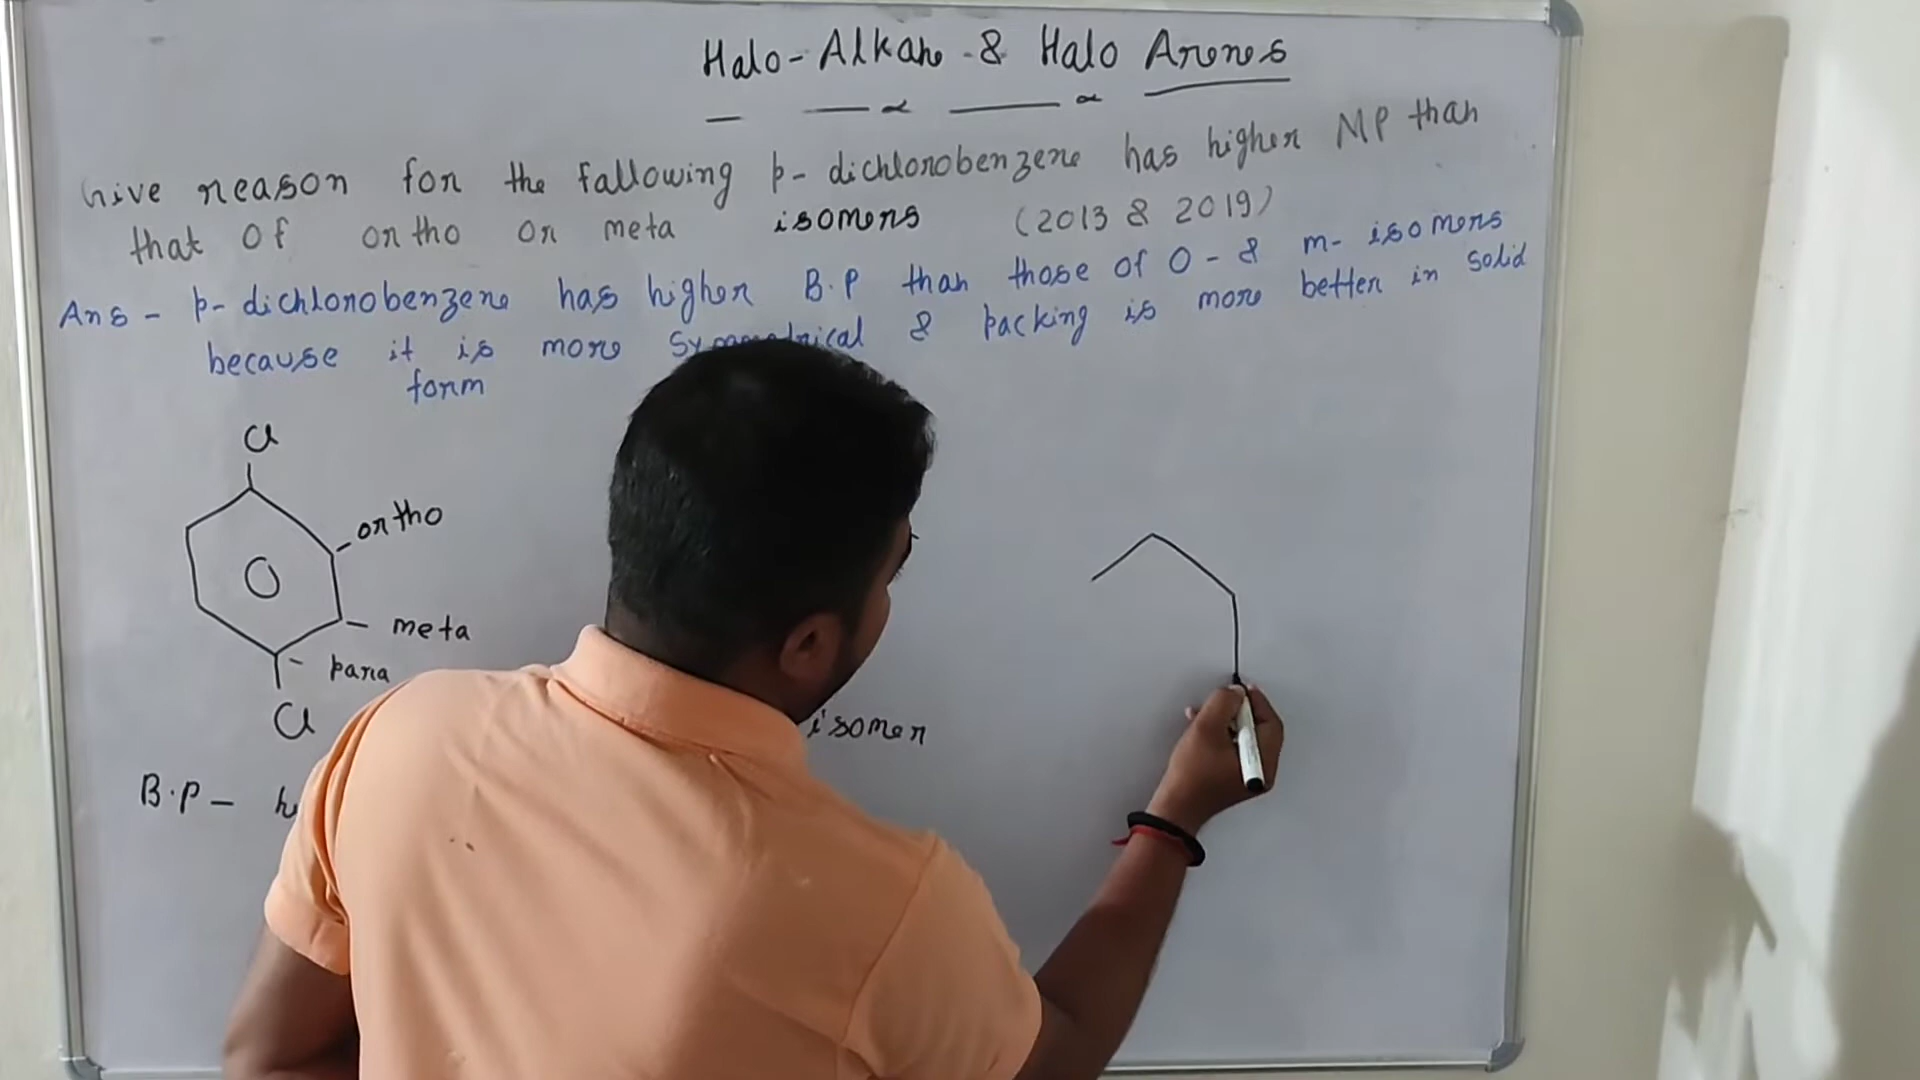 Halo-Alkane & Halo Arenes
Give reason for the fallowing p-dichlorobenzene has higher MP than
that of ortho or meta isomers (2013 & 2019)
Ans - p-dichlorobenzene has higher B.P than those of O- & m- isomers
because it is more Symmetrical & packing is more better in solid
form
Cl
ortho
meta
para
Cl
isomer
B.P -